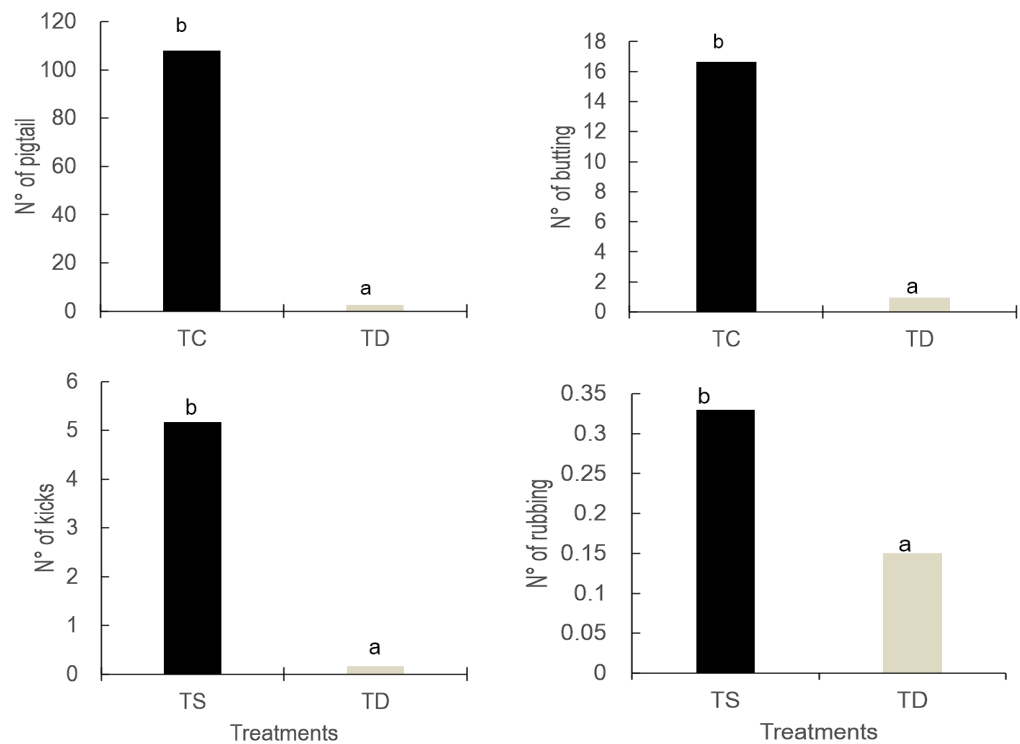 120
100
80
60
40
20
0
N° of pigtail
b
a
TC TD
18
16
14
12
10
8
6
4
2
0
N° of butting
b
a
TC TD
6
5
4
3
2
1
0
N° of kicks
b
a
TS TD
Treatments
0.35
0.3
0.25
0.2
0.15
0.1
0.05
0
N° of rubbing
b
a
TS TD
Treatments